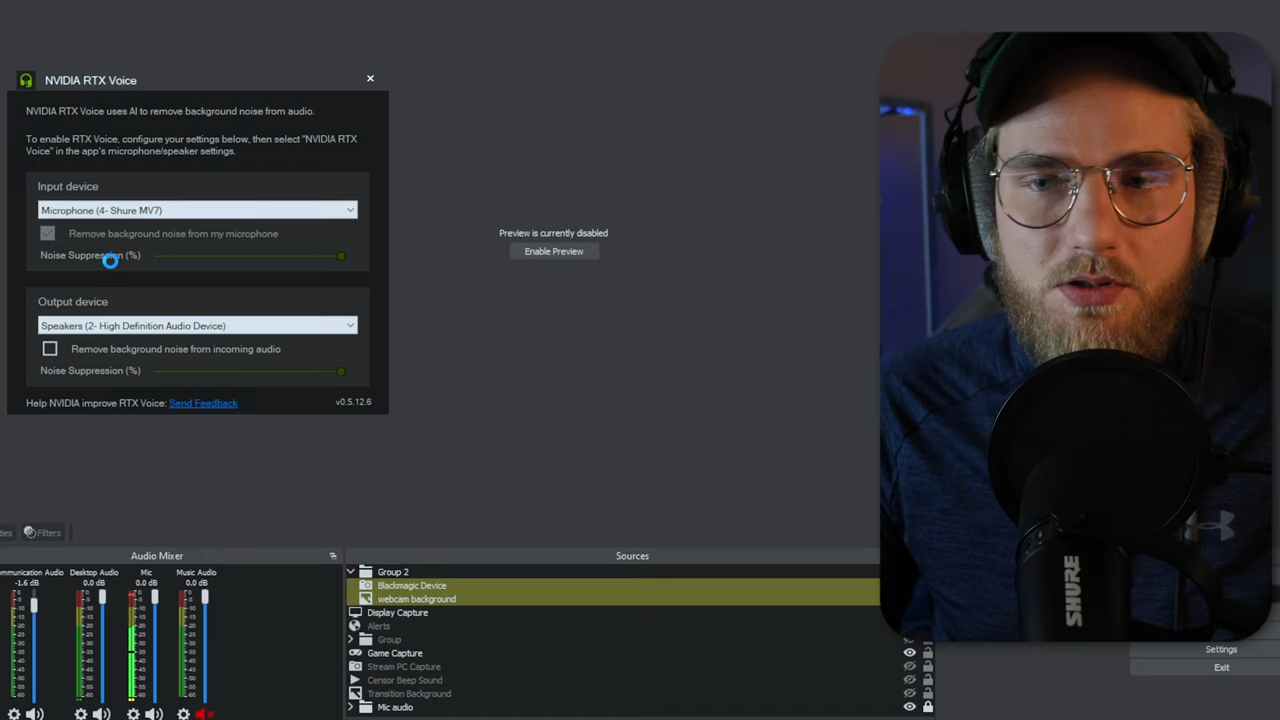 NVIDIA RTX Voice
NVIDIA RTX Voice uses AI to remove background noise from audio.
To enable RTX Voice, configure your settings below, then select "NVIDIA RTX
Voice" in the app's microphone/speaker settings.
Input device
Microphone (4- Shure MV7)
Remove background noise from my microphone
Noise Suppression (%)
Output device
Speakers (2- High Definition Audio Device)
Remove background noise from incoming audio
Noise Suppression (%)
Help NVIDIA improve RTX Voice: Send Feedback
v0.5.12.6
Preview is currently disabled
Enable Preview
SHURE
ties
Filters
Audio Mixer
mmunication Audio
-1.6 dB
Desktop Audio
0.0 dB
Mic
0.0 dB
Music Audio
0.0 dB
Sources
Group 2
Blackmagic Device
webcam background
Display Capture
Alerts
Group
Game Capture
Stream PC Capture
Censor Beep Sound
Transition Background
Mic audio
Settings
Exit